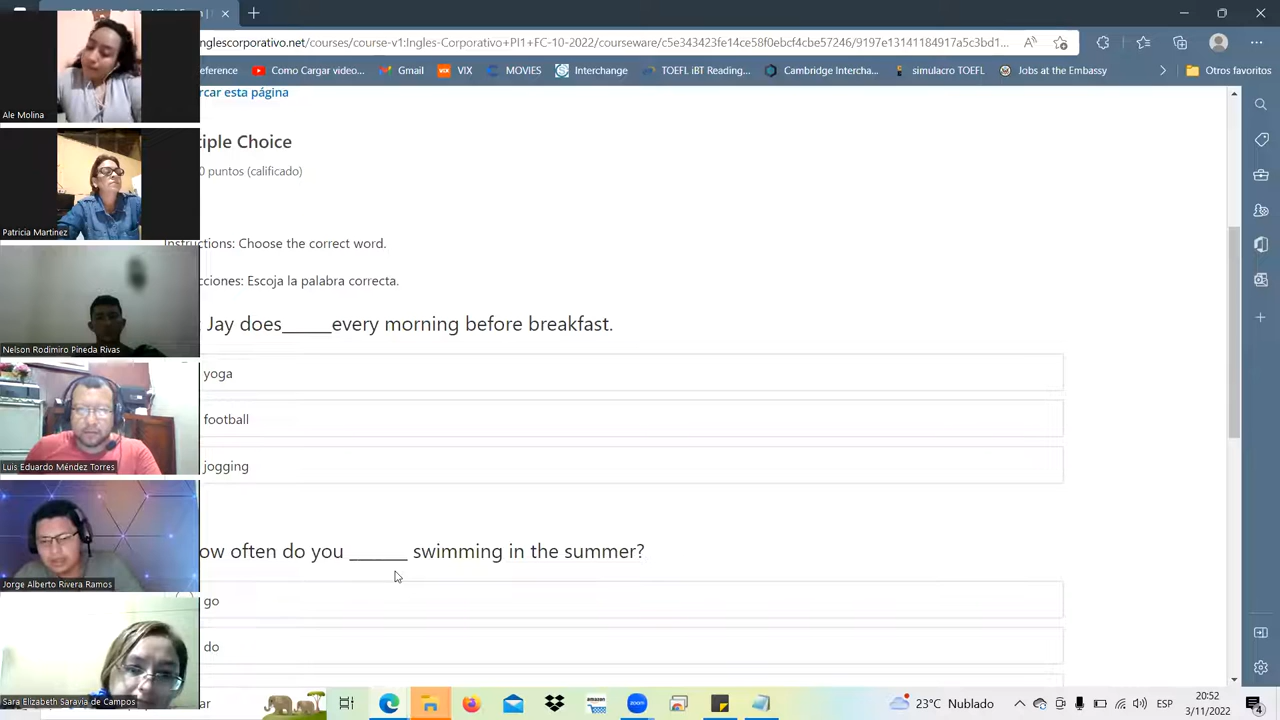 nglescorporativo.net/courses/course-v1:Ingles-Corporativo+PI1+FC-10-2022/courseware/c5e343423fe14ce58f0ebcf4cbe57246/9197e13141184917a5c3bd1...
eference Como Cargar video... Gmail VIX MOVIES Interchange TOEFL IBT Reading... Cambridge Intercha... simulacro TOEFL Jobs at the Embassy Otros favoritos
rcar esta página
Ale Molina
tiple Choice
0 puntos (calificado)
Patricia Martinez
Instructions: Choose the correct word.
cciones: Escoja la palabra correcta.
: Jay does______every morning before breakfast.
Nelson Rodimiro Pineda Rivas
yoga
football
jogging
Luis Eduardo Méndez Torres
ow often do you _______ swimming in the summer?
Jorge Alberto Rivera Ramos
go
do
Sara Elizabeth Saravia de Campos
ar
23°C Nublado
ESP
20:52
3/11/2022
4